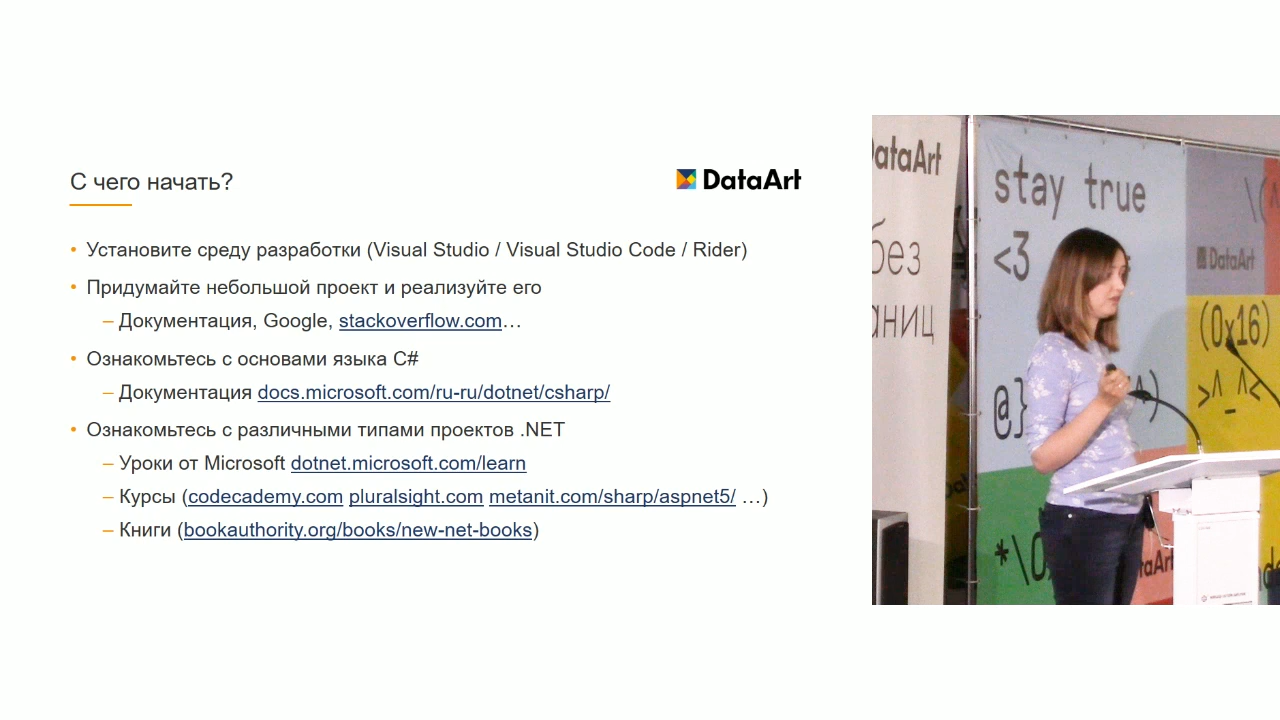 С чего начать?
DataArt
• Установите среду разработки (Visual Studio / Visual Studio Code / Rider)
• Придумайте небольшой проект и реализуйте его
– Документация, Google, stackoverflow.com…
• Ознакомьтесь с основами языка C#
– Документация docs.microsoft.com/ru-ru/dotnet/csharp/
• Ознакомьтесь с различными типами проектов .NET
– Уроки от Microsoft dotnet.microsoft.com/learn
– Курсы (codecademy.com pluralsight.com metanit.com/sharp/aspnet5/ …)
– Книги (bookauthority.org/books/new-net-books)
DataArt
без
stay true
<3
DataArt
(0x16)
>^_^<
@}
*\0